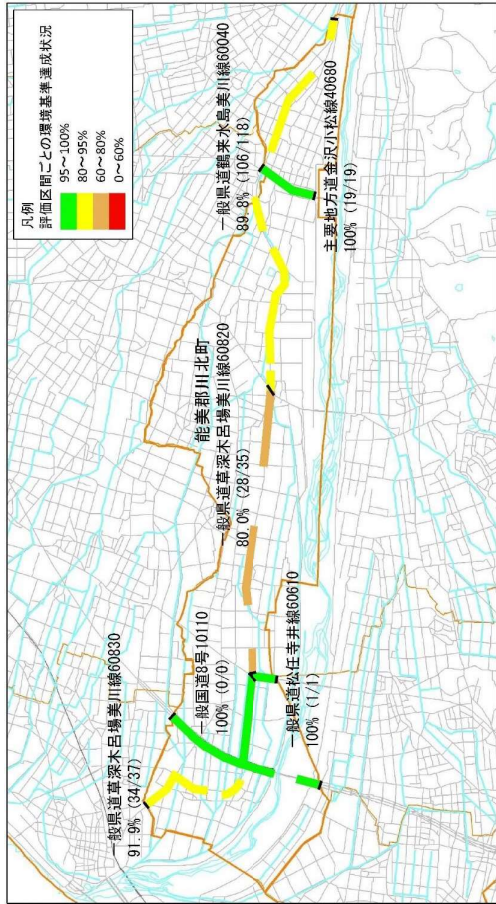 凡例
評価区間ごとの環境基準達成状況
95～100%
80～95%
60～80%
0～60%
一般県道草深木呂場美川線60830
91.9% (34/37)
一般国道8号10110
100% (0/0)
一般県道松任寺井線60610
100% (1/1)
能美郡川北町
一般県道草深木呂場美川線60820
80.0% (28/35)
一般県道鶴来水島美川線60040
89.8% (106/118)
主要地方道金沢小松線40680
100% (19/19)